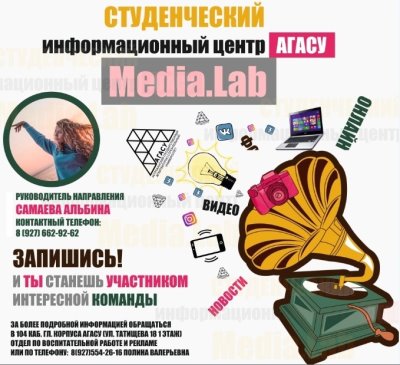 СТУДЕНЧЕСКИЙ
информационный центр АГАСУ
Media.Lab
ОНЛАЙН
АГАСУ
ВИДЕО
НОВОСТИ
РУКОВОДИТЕЛЬ НАПРАВЛЕНИЯ
САМАЕВА АЛЬБИНА
КОНТАКТНЫЙ ТЕЛЕФОН:
8 (927) 662-92-62
ЗАПИШИСЬ!
И ТЫ СТАНЕШЬ УЧАСТНИКОМ
ИНТЕРЕСНОЙ КОМАНДЫ
ЗА БОЛЕЕ ПОДРОБНОЙ ИНФОРМАЦИЕЙ ОБРАЩАТЬСЯ
В 194 КАБ. ГЛ. КОРПУСА АГАСУ (УЛ. ТАТИЩЕВА 18 1 ЭТАЖ)
ОТДЕЛ ПО ВОСПИТАТЕЛЬНОЙ РАБОТЕ И РЕКЛАМЕ
ИЛИ ПО ТЕЛЕФОНУ: 8(927)554-26-16 ПОЛИНА ВАЛЕРЬЕВНА